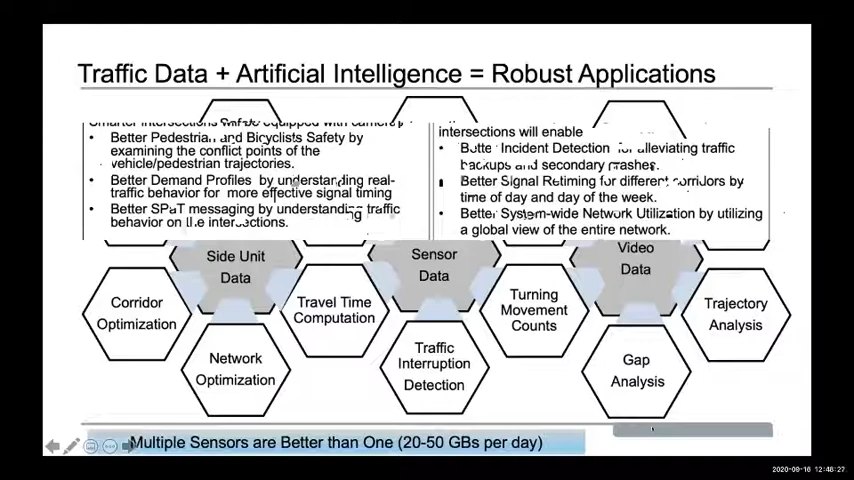 Traffic Data + Artificial Intelligence = Robust Applications
Smarter Intersections equipped with
• Better Pedestrian and Bicyclists Safety by
examining the conflict points of the
vehicle/pedestrian trajectories.
• Better Demand Profiles by understanding real-
traffic behavior for more effective signal timing
• Better SPaT messaging by understanding traffic
behavior on the intersections.
intersections will enable
• Better Incident Detection for alleviating traffic
backups and secondary crashes.
Better Signal Retiming for different corridors by
time of day and day of the week.
• Better System-wide Network Utilization by utilizing
a global view of the entire network.
Side Unit
Data
Sensor
Data
Video
Data
Corridor
Optimization
Travel Time
Computation
Turning
Movement
Counts
Trajectory
Analysis
Network
Optimization
Traffic
Interruption
Detection
Gap
Analysis
Multiple Sensors are Better than One (20-50 GBs per day)